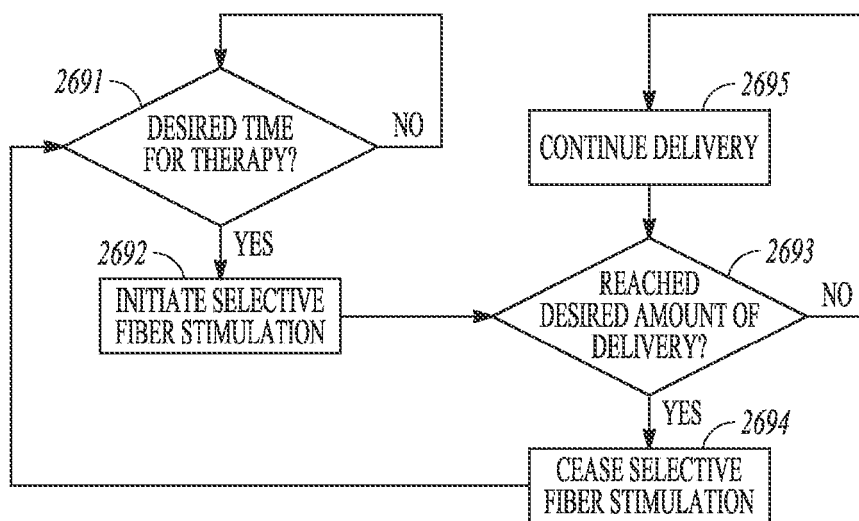 2691
DESIRED TIME
FOR THERAPY?
NO
YES
2692
INITIATE SELECTIVE
FIBER STIMULATION
2695
CONTINUE DELIVERY
2693
REACHED
DESIRED AMOUNT OF
DELIVERY?
NO
YES
2694
CEASE SELECTIVE
FIBER STIMULATION